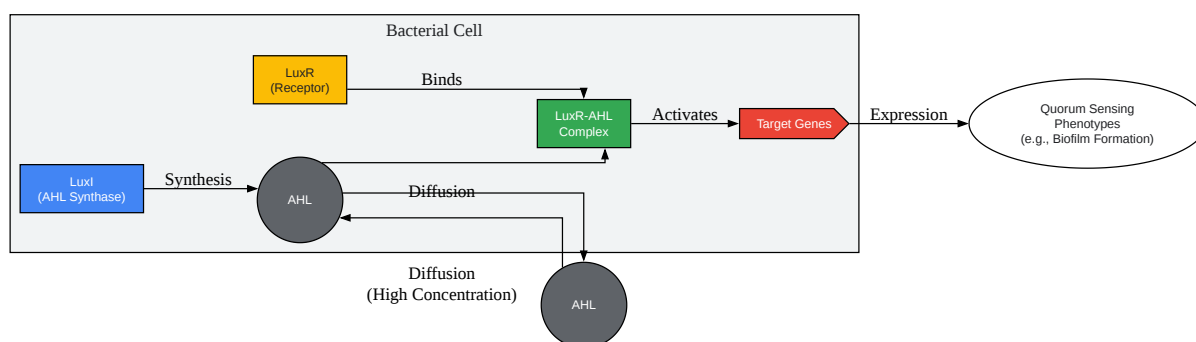 Bacterial Cell
LuxR
(Receptor)
Binds
LuxR-AHL
Complex
Activates
Target Genes
Expression
Quorum Sensing
Phenotypes
(e.g., Biofilm Formation)
LuxI
(AHL Synthase)
Synthesis
AHL
Diffusion
Diffusion
(High Concentration)
AHL